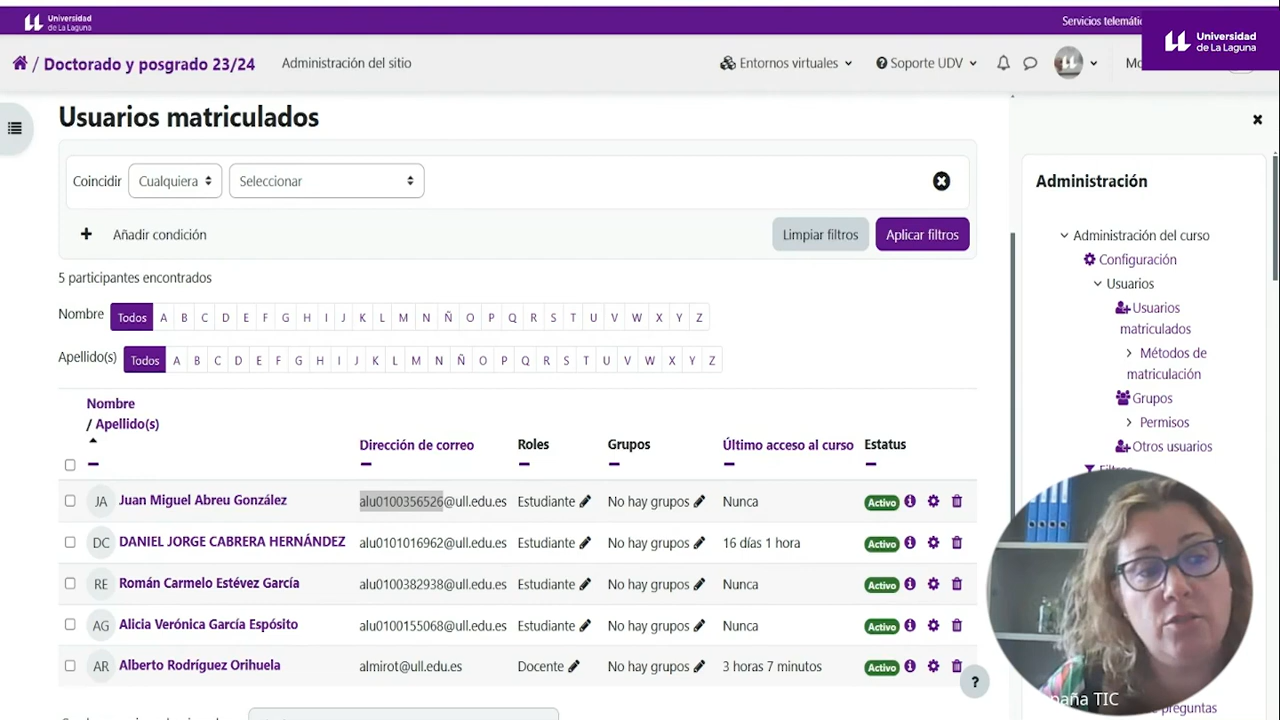 Universidad
de La Laguna
Servicios telemátic
Universidad
de La Laguna
/ Doctorado y posgrado 23/24
Administración del sitio
Entornos virtuales
Soporte UDV
Mo
Usuarios matriculados
Coincidir
Cualquiera
Seleccionar
Añadir condición
Limpiar filtros
Aplicar filtros
5 participantes encontrados
Nombre Todos A B C D E F G H I J K L M N Ñ O P Q R S T U V W X Y Z
Apellido(s) Todos A B C D E F G H I J K L M N Ñ O P Q R S T U V W X Y Z
Nombre
/ Apellido(s)
Dirección de correo Roles Grupos Último acceso al curso Estatus
JA Juan Miguel Abreu González alu0100356526@ull.edu.es Estudiante No hay grupos Nunca Activo
DC DANIEL JORGE CABRERA HERNÁNDEZ alu0101016962@ull.edu.es Estudiante No hay grupos 16 días 1 hora Activo
RE Román Carmelo Estévez García alu0100382938@ull.edu.es Estudiante No hay grupos Nunca Activo
AG Alicia Verónica García Espósito alu0100155068@ull.edu.es Estudiante No hay grupos Nunca Activo
AR Alberto Rodríguez Orihuela almirot@ull.edu.es Docente No hay grupos 3 horas 7 minutos Activo
?
Administración
Administración del curso
Configuración
Usuarios
Usuarios
matriculados
Métodos de
matriculación
Grupos
Permisos
Otros usuarios
Filtros
paña TIC
preguntas